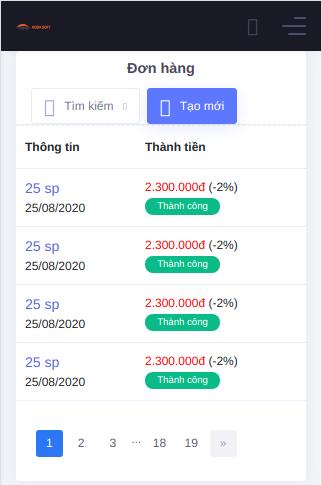 Đơn hàng
Tìm kiếm
Tạo mới
Thông tin Thành tiền
25 sp 2.300.000đ (-2%)
25/08/2020 Thành công
25 sp 2.300.000đ (-2%)
25/08/2020 Thành công
25 sp 2.300.000đ (-2%)
25/08/2020 Thành công
25 sp 2.300.000đ (-2%)
25/08/2020 Thành công
1 2 3 ... 18 19 »